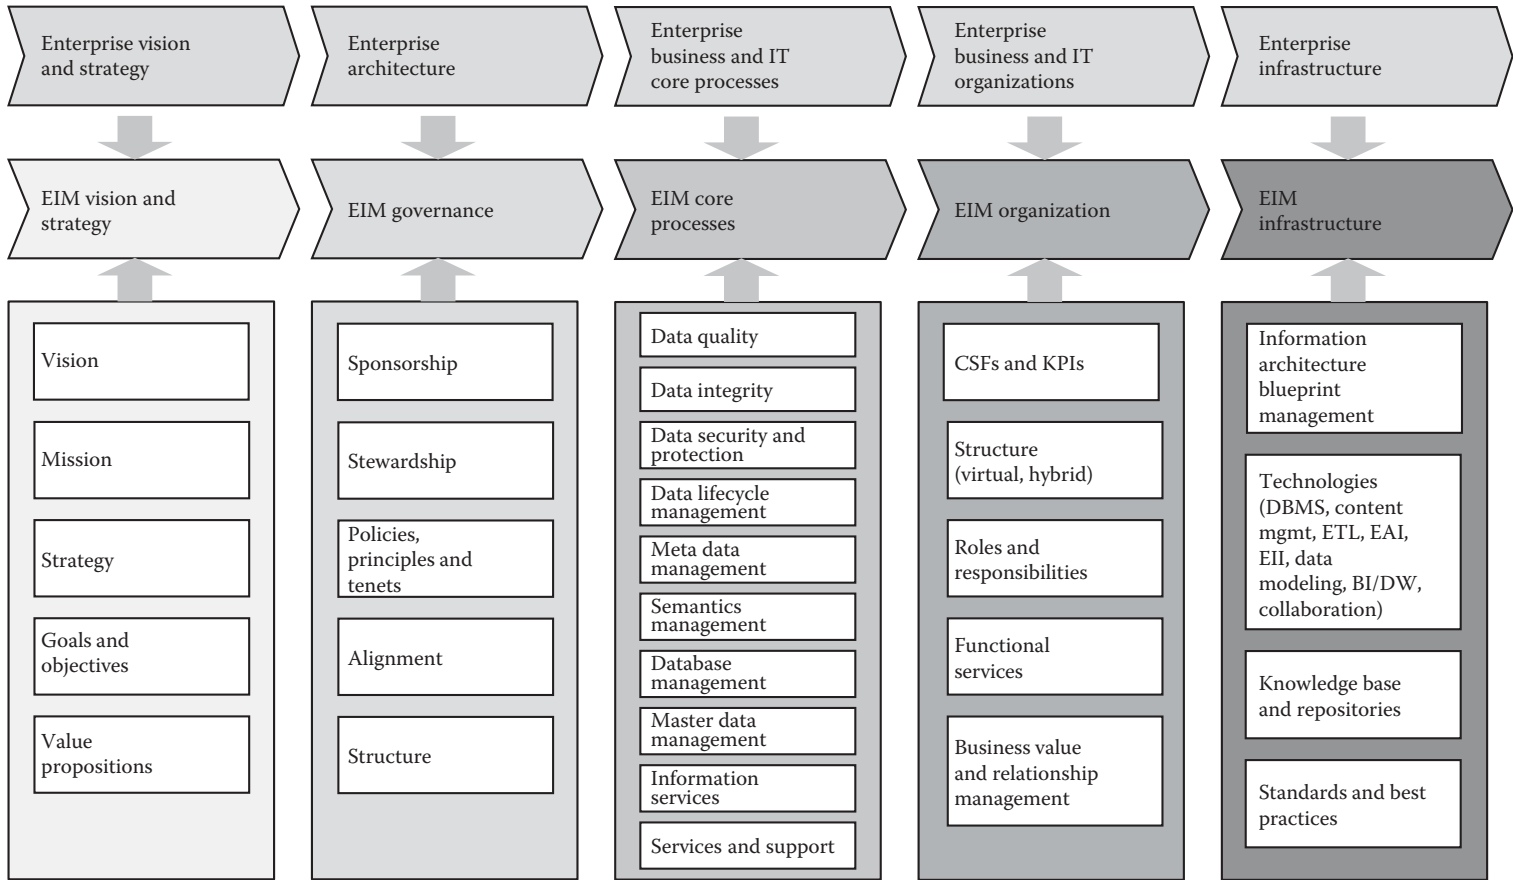 Enterprise vision
and strategy
Enterprise
architecture
Enterprise
business and IT
core processes
Enterprise
business and IT
organizations
Enterprise
infrastructure
EIM vision and
strategy
EIM governance
EIM core
processes
EIM organization
EIM
infrastructure
Vision
Mission
Strategy
Goals and
objectives
Value
propositions
Sponsorship
Stewardship
Policies,
principles and
tenets
Alignment
Structure
Data quality
Data integrity
Data security and
protection
Data lifecycle
management
Meta data
management
Semantics
management
Database
management
Master data
management
Information
services
Services and support
CSFs and KPIs
Structure
(virtual, hybrid)
Roles and
responsibilities
Functional
services
Business value
and relationship
management
Information
architecture
blueprint
management
Technologies
(DBMS, content
mgmt, ETL, EAI,
EII, data
modeling, BI/DW,
collaboration)
Knowledge base
and repositories
Standards and best
practices